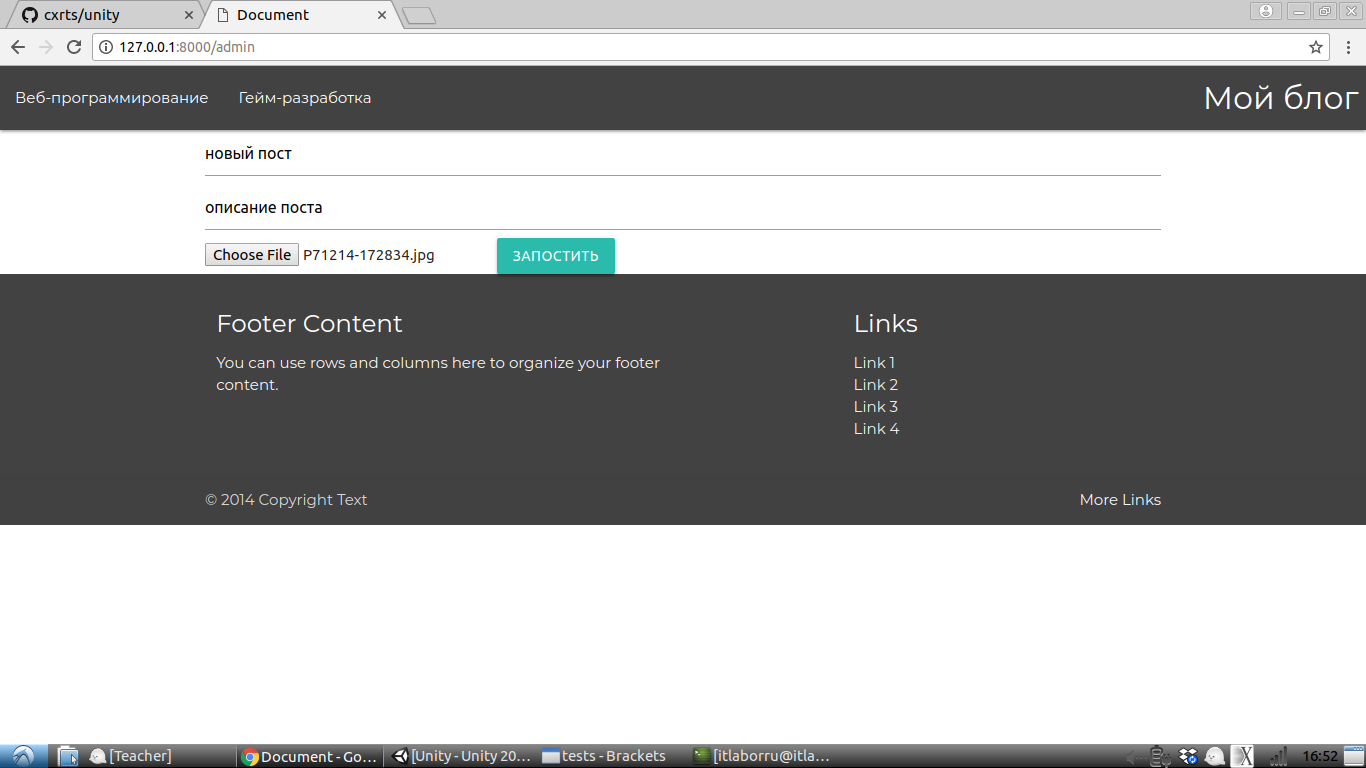 cxrts/unity
Document
127.0.0.1:8000/admin
Веб-программирование
Гейм-разработка
Мой блог
новый пост
описание поста
Choose File P71214-172834.jpg
ЗАПОСТИТЬ
Footer Content
You can use rows and columns here to organize your footer
content.
Links
Link 1
Link 2
Link 3
Link 4
© 2014 Copyright Text
More Links
[Teacher]
Document - Go...
[Unity - Unity 20...
tests - Brackets
[itlaborru@itla...
16:52